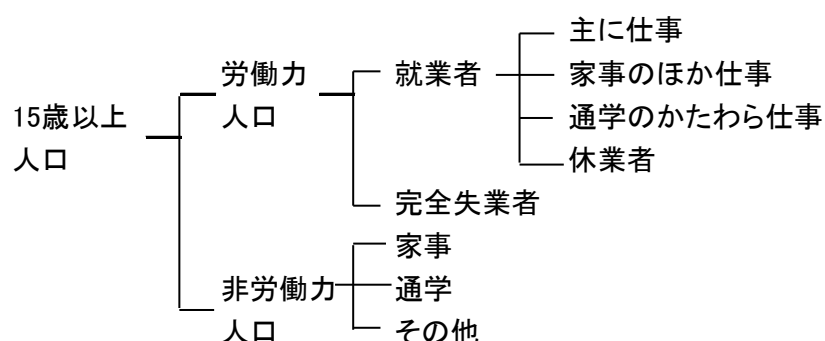 15歳以上
人口
労働力
人口
就業者
主に仕事
家事のほか仕事
通学のかたわら仕事
休業者
完全失業者
非労働力
人口
家事
通学
その他